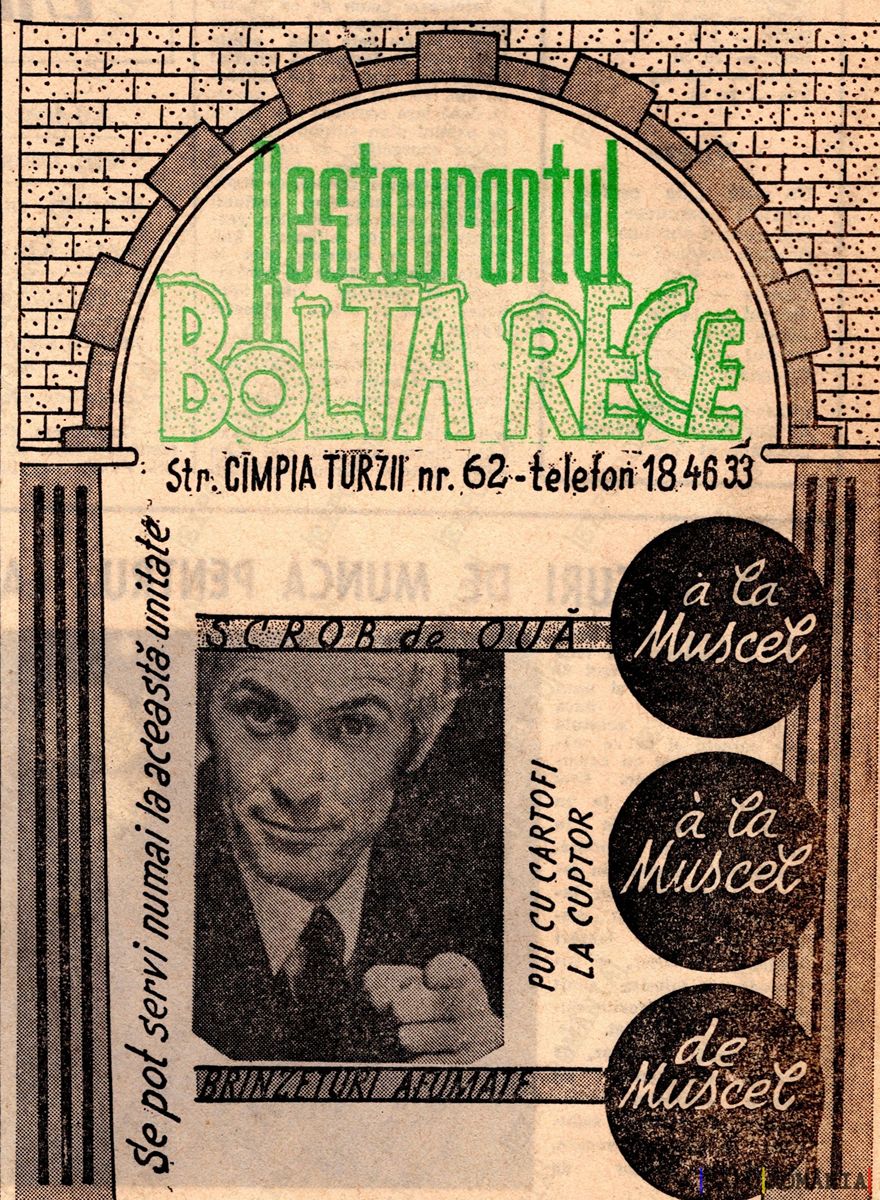 Restaurantul
BOLTA RECE
Str. CÎMPIA TURZII nr. 62 - telefon 18 46 33
Se pot servi numai la această unitate
SCROB de OUĂ
à la
Muscel
PUI CU CARTOFI
LA CUPTOR
à la
Muscel
BRINZETURI AFUMATE
de
Muscel